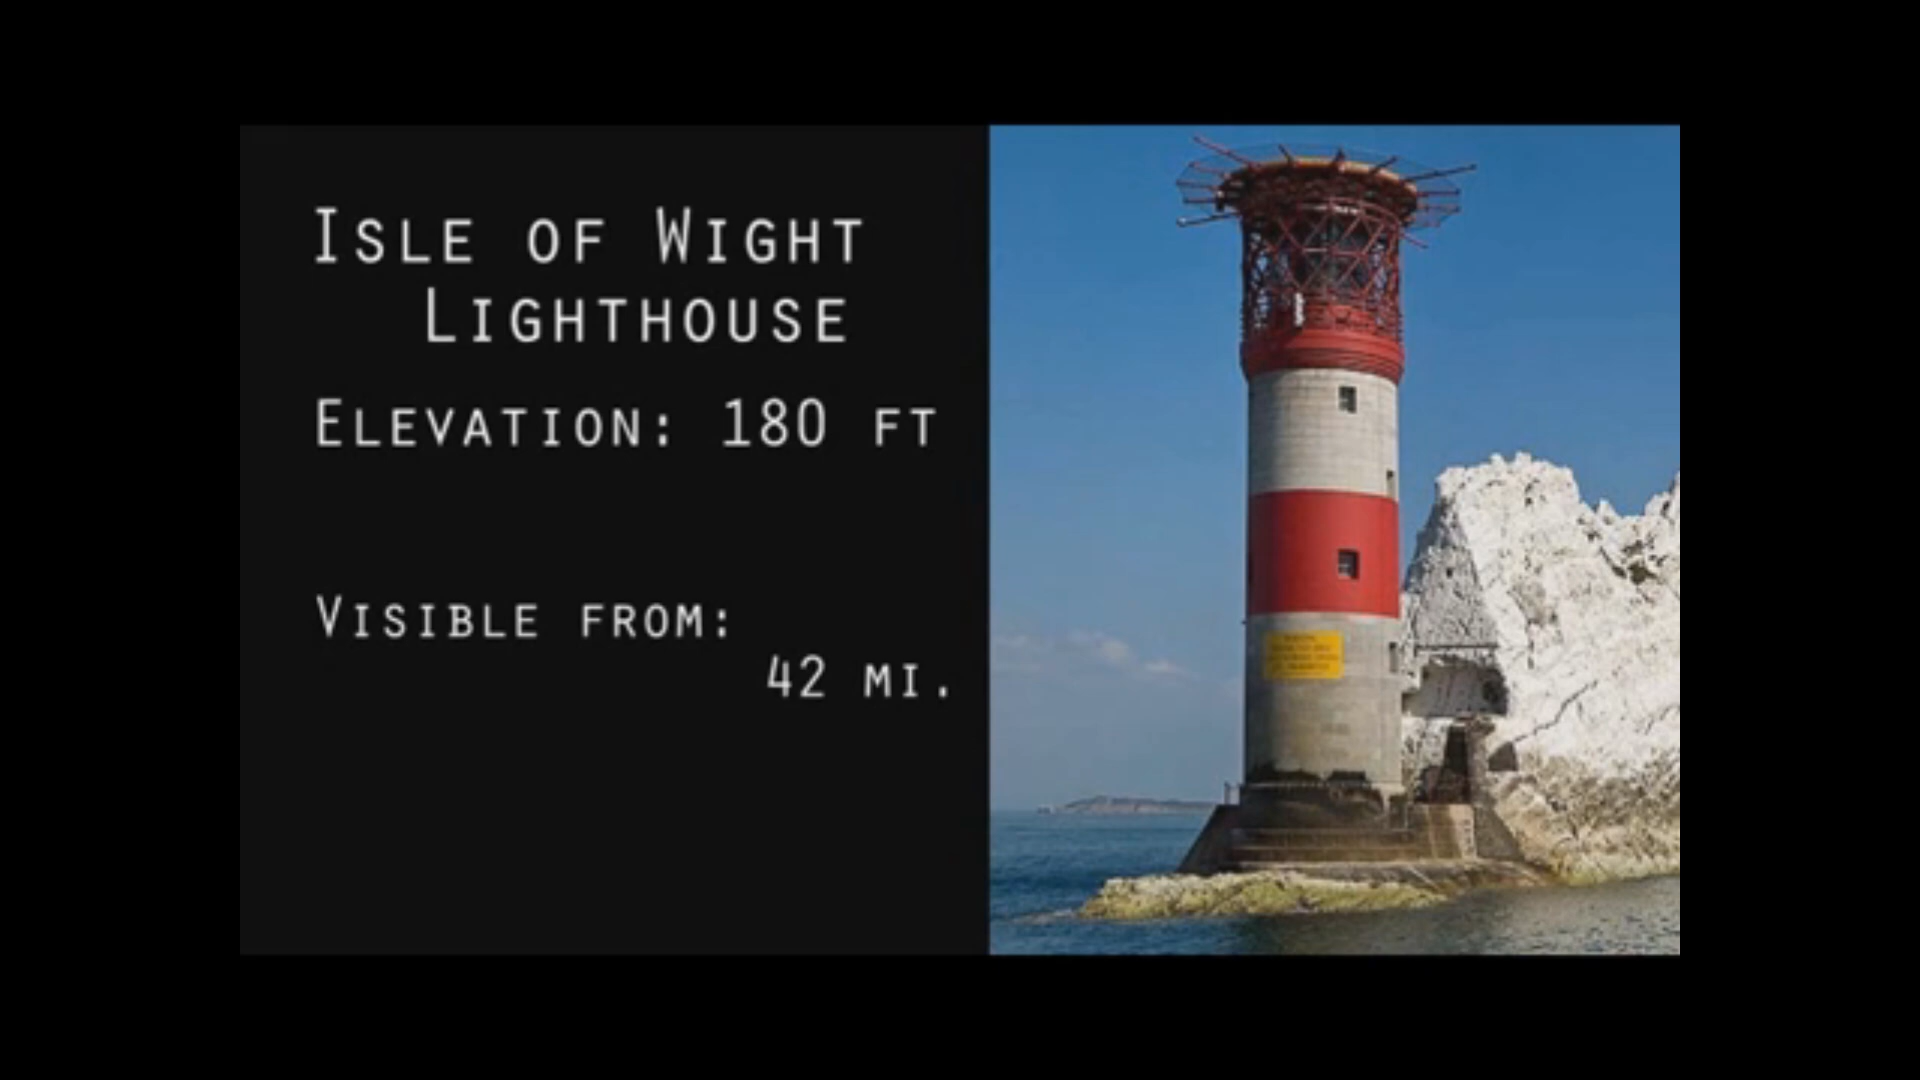 Isle of Wight
Lighthouse
Elevation: 180 ft
Visible from:
42 mi.